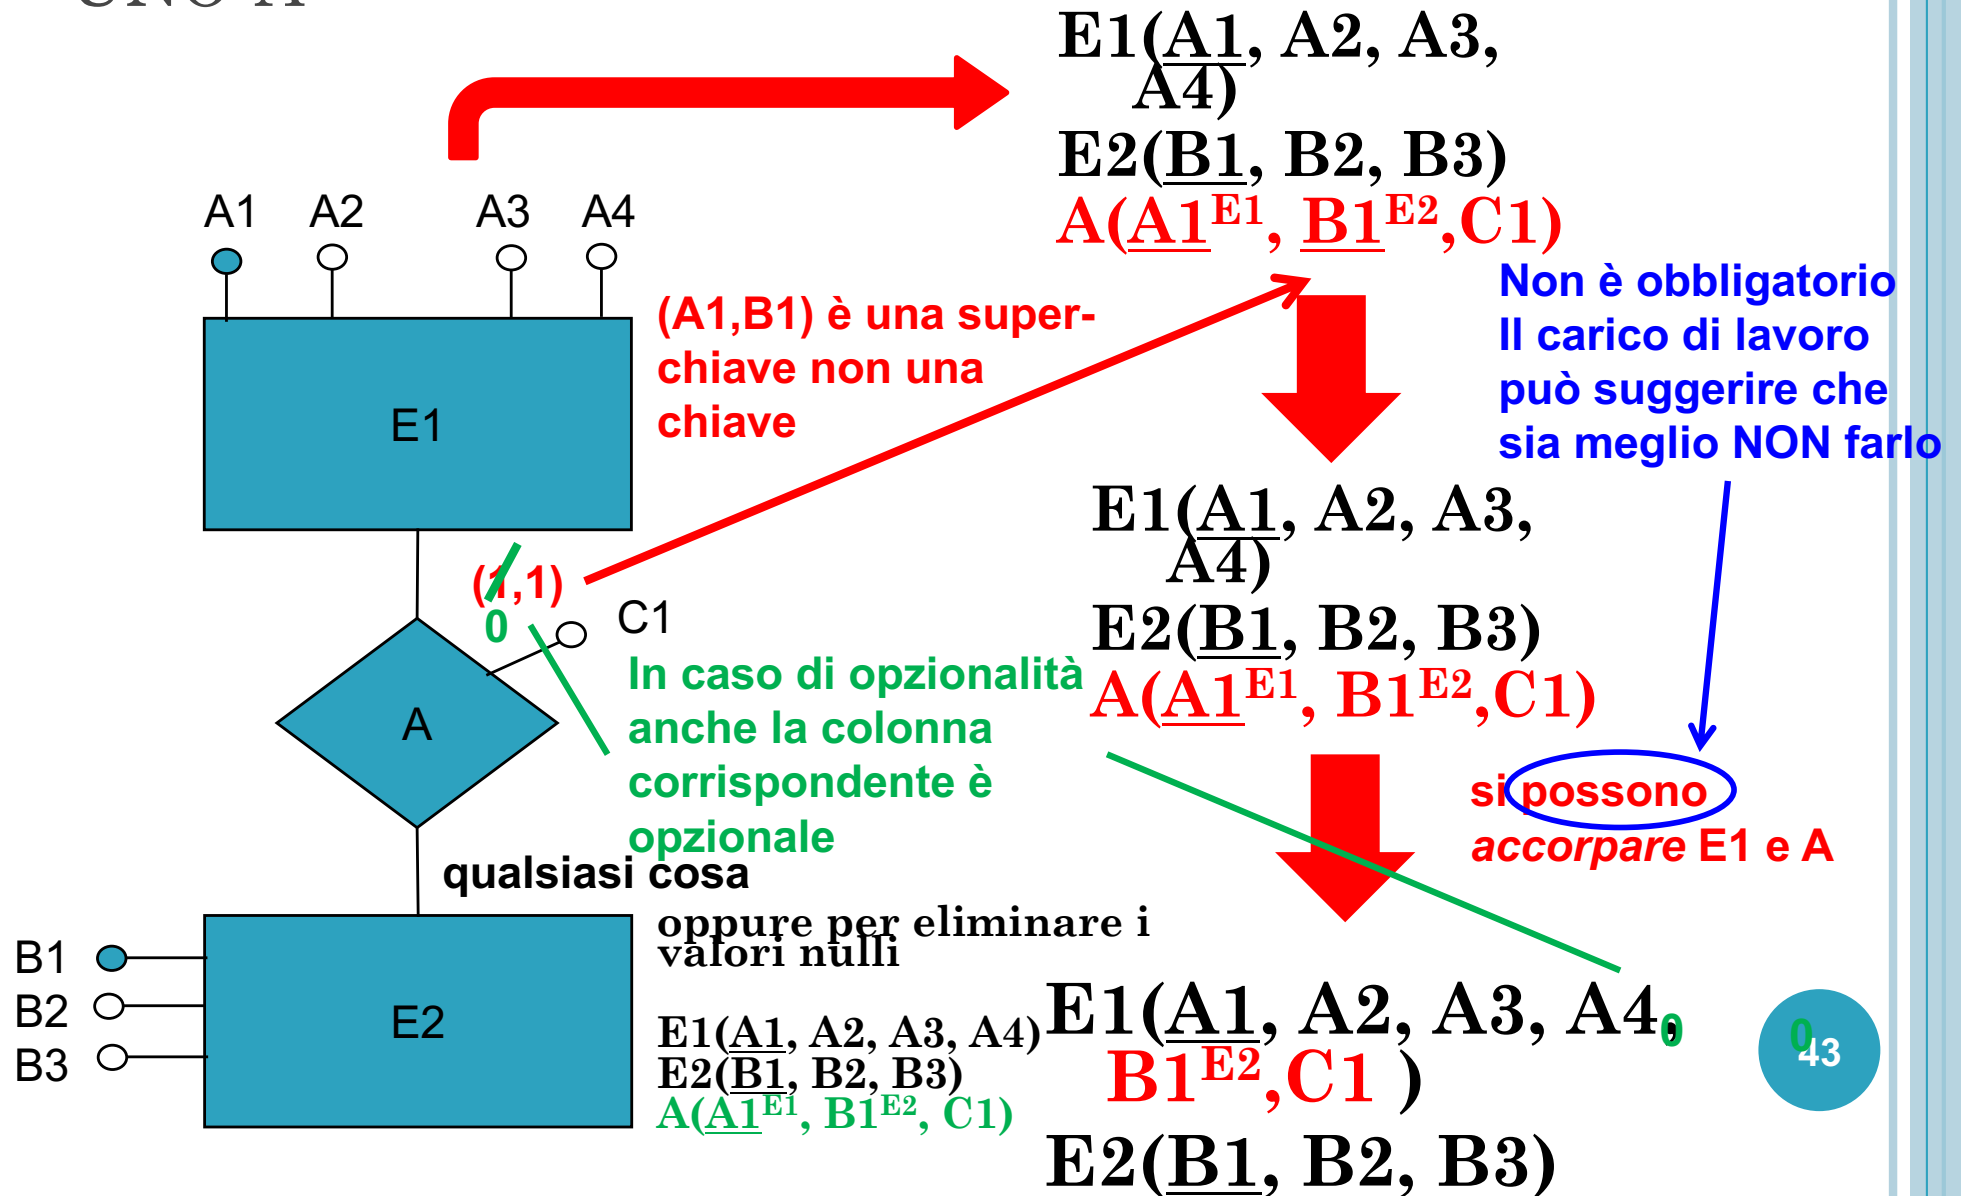 UNO A
E1(A1, A2, A3,
A4)
E2(B1, B2, B3)
A(A1E1, B1E2,C1)
A1 A2 A3 A4
E1
(A1,B1) è una super-
chiave non una
chiave
Non è obbligatorio
Il carico di lavoro
può suggerire che
sia meglio NON farlo
E1(A1, A2, A3,
A4)
E2(B1, B2, B3)
A(A1E1, B1E2,C1)
(1,1)
0
C1
A
In caso di opzionalità
anche la colonna
corrispondente è
opzionale
si possono
accorpare E1 e A
qualsiasi cosa
oppure per eliminare i
valori nulli
B1
B2
B3
E2
E1(A1, A2, A3, A4)
E2(B1, B2, B3)
A(A1E1, B1E2, C1)
E1(A1, A2, A3, A4,
0 0
B1E2,C1 )
E2(B1, B2, B3)
43